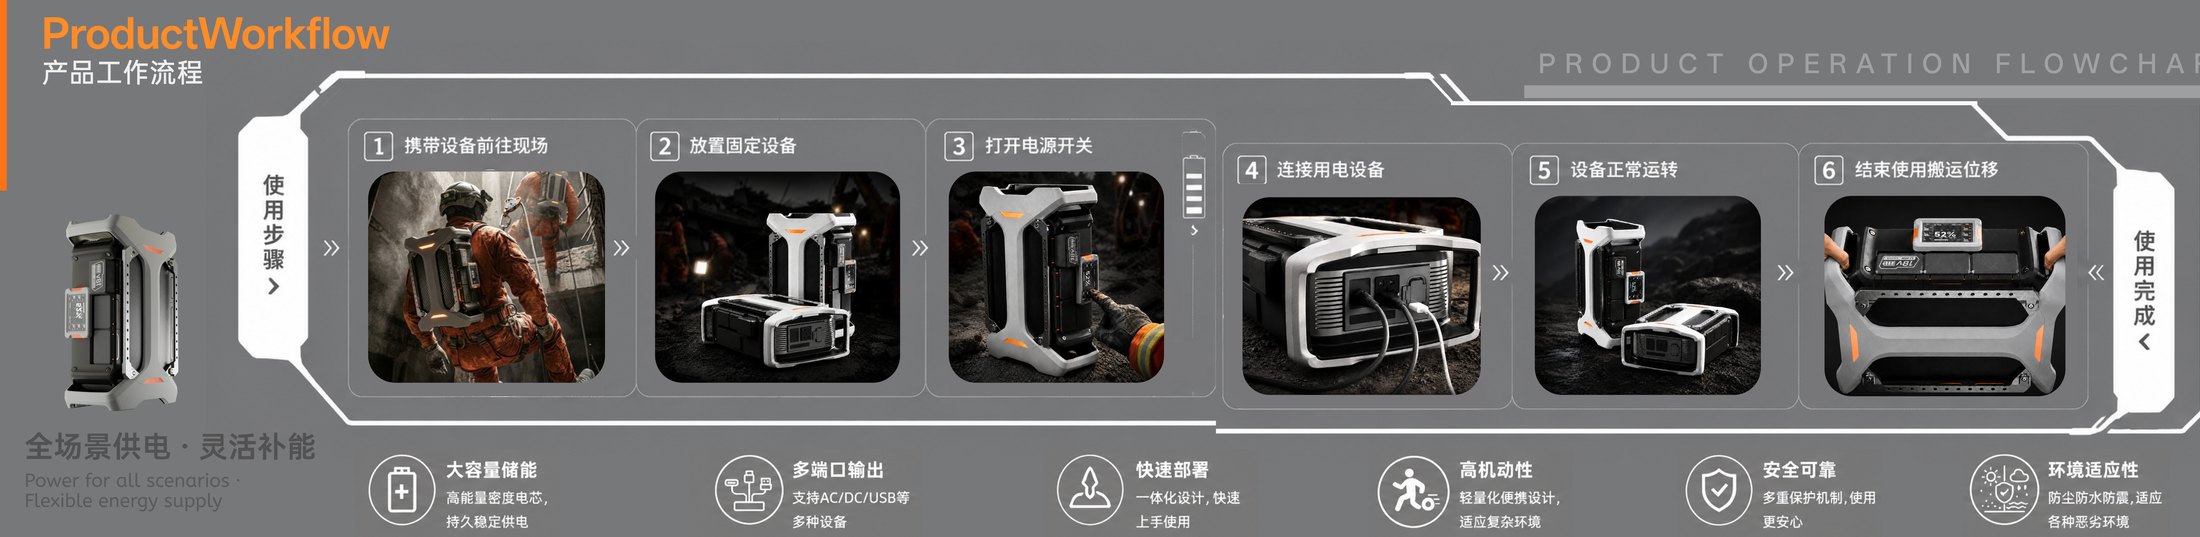 ProductWorkflow
产品工作流程
PRODUCT OPERATION FLOWCHAR
使用步骤
1 携带设备前往现场
2 放置固定设备
3 打开电源开关
4 连接用电设备
5 设备正常运转
6 结束使用搬运位移
52%
18V
使用完成
全场景供电·灵活补能
Power for all scenarios ·
Flexible energy supply
大容量储能
高能量密度电芯，
持久稳定供电
多端口输出
支持AC/DC/USB等
多种设备
快速部署
一体化设计，快速
上手使用
高机动性
轻量化便携设计，
适应复杂环境
安全可靠
多重保护机制，使用
更安心
环境适应性
防尘防水防震，适应
各种恶劣环境